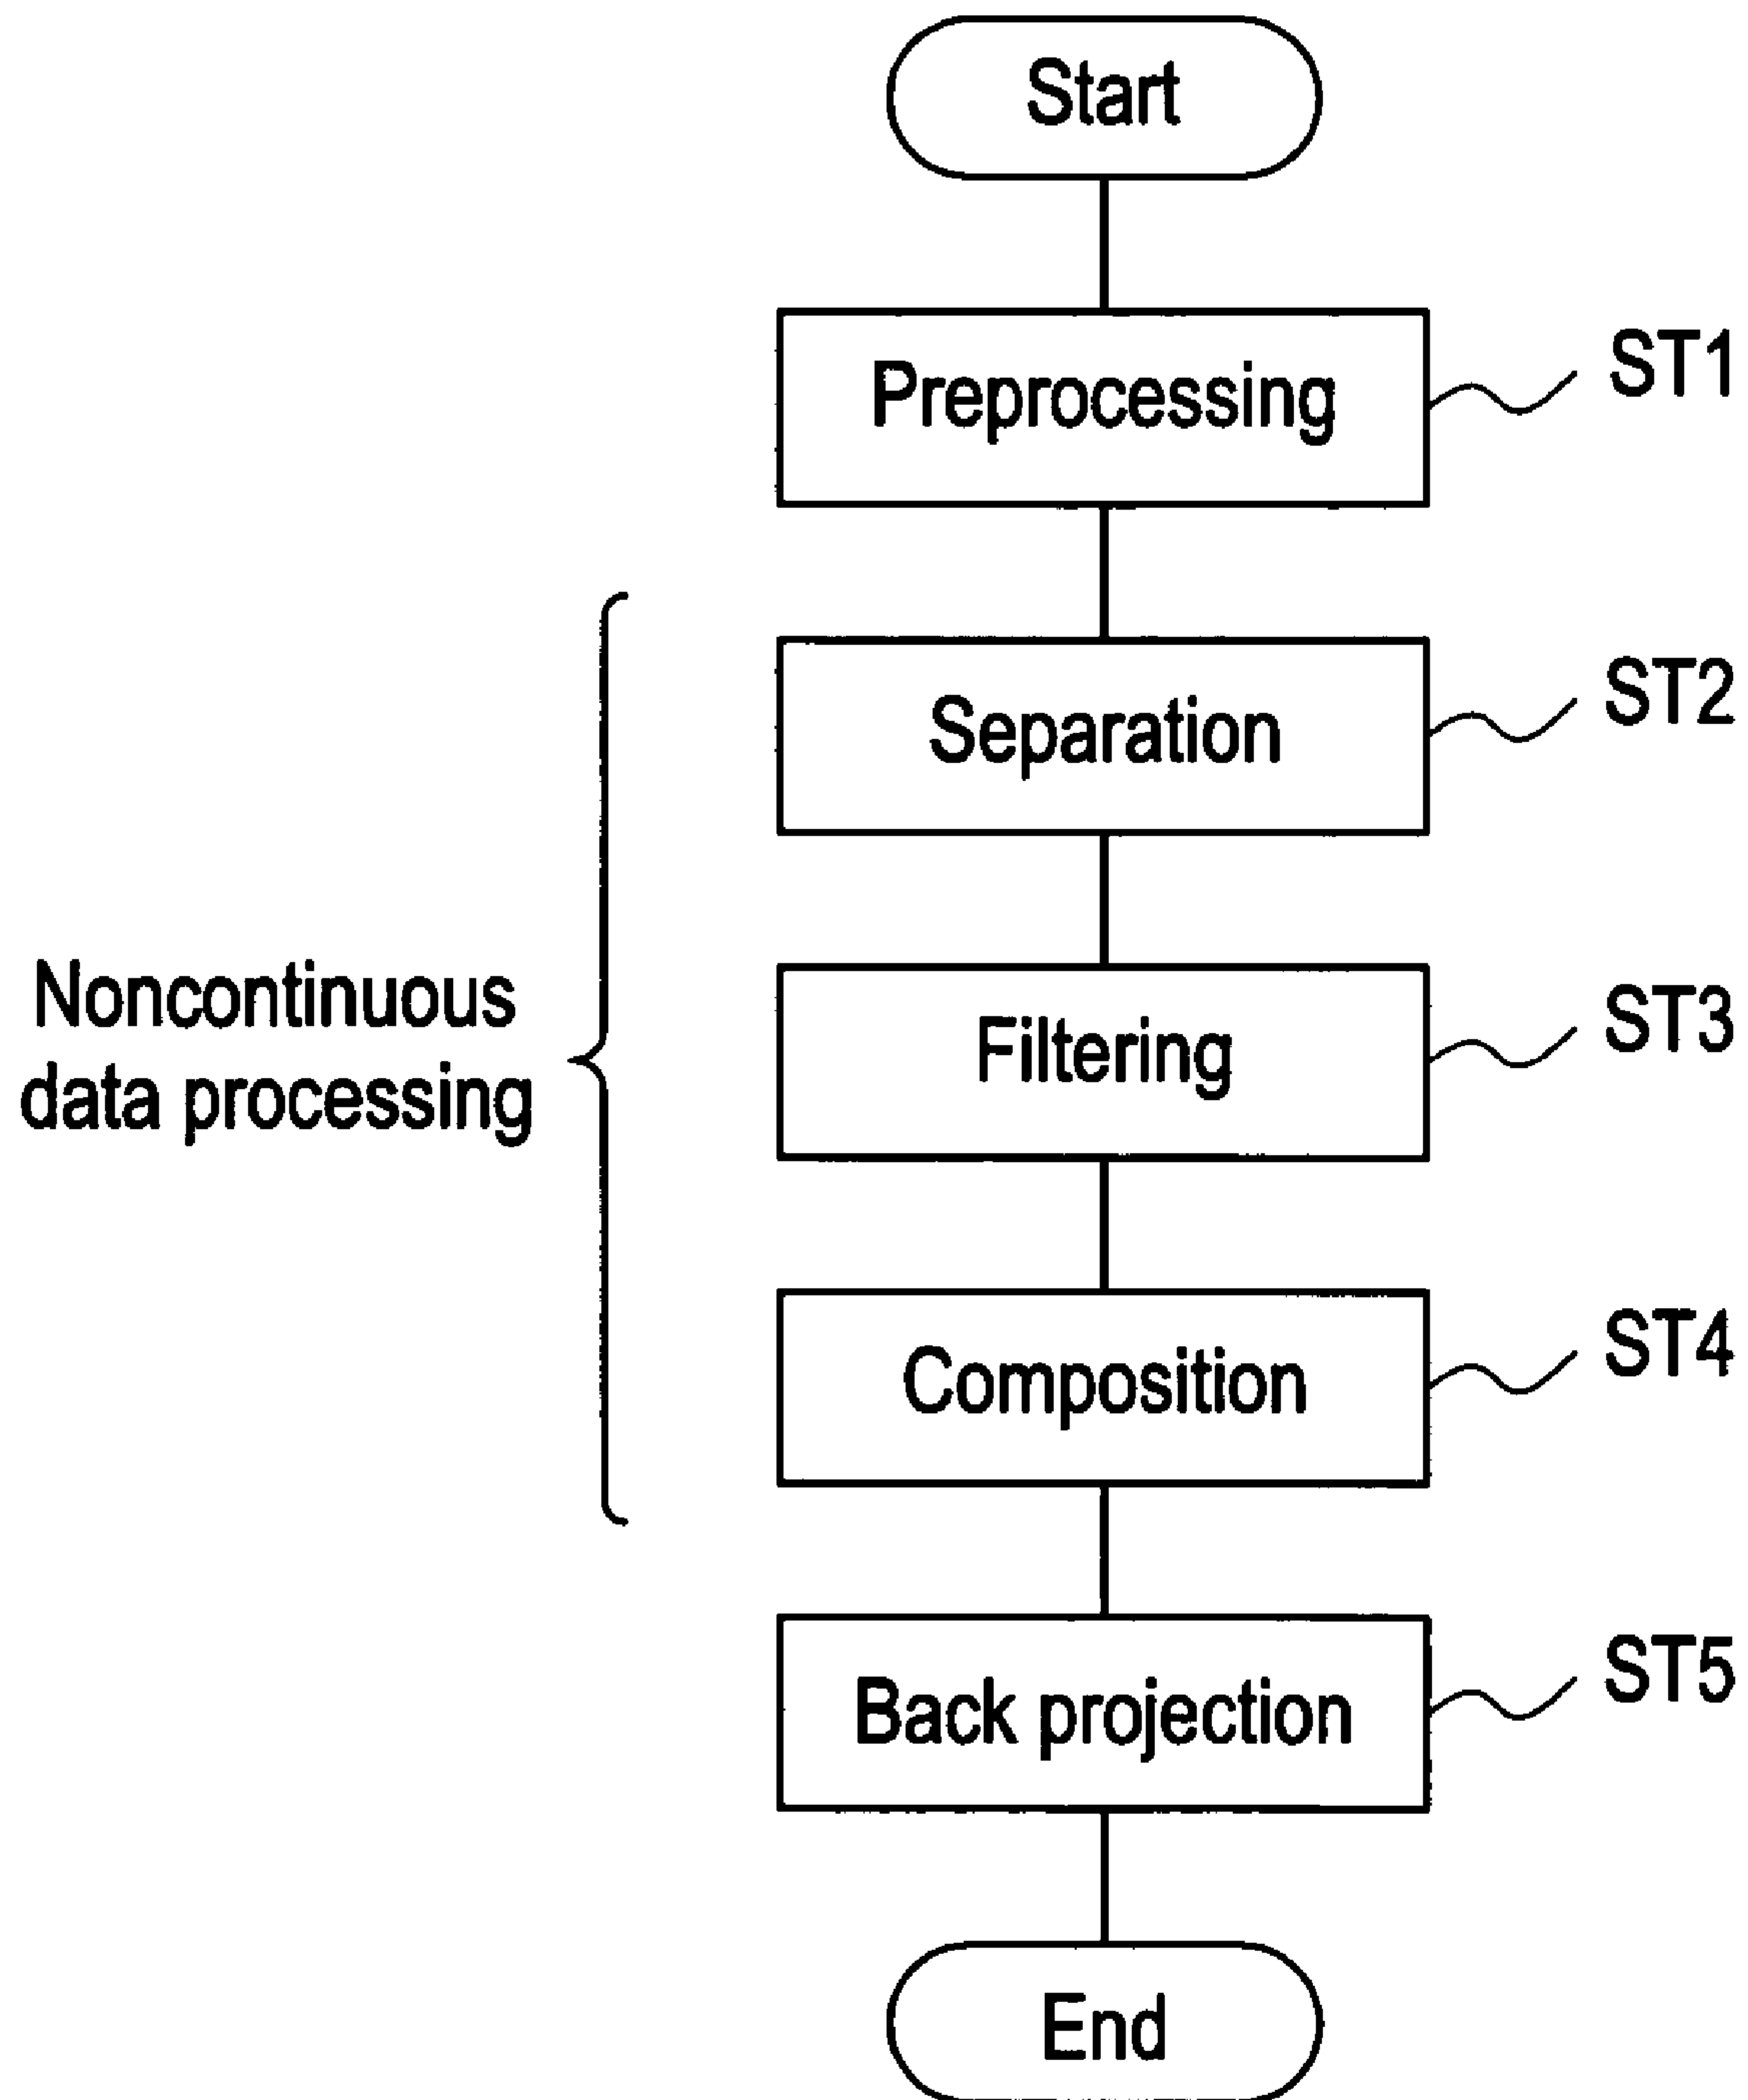 Start
Preprocessing
ST1
Separation
ST2
Noncontinuous
data processing
Filtering
ST3
Composition
ST4
Back projection
ST5
End